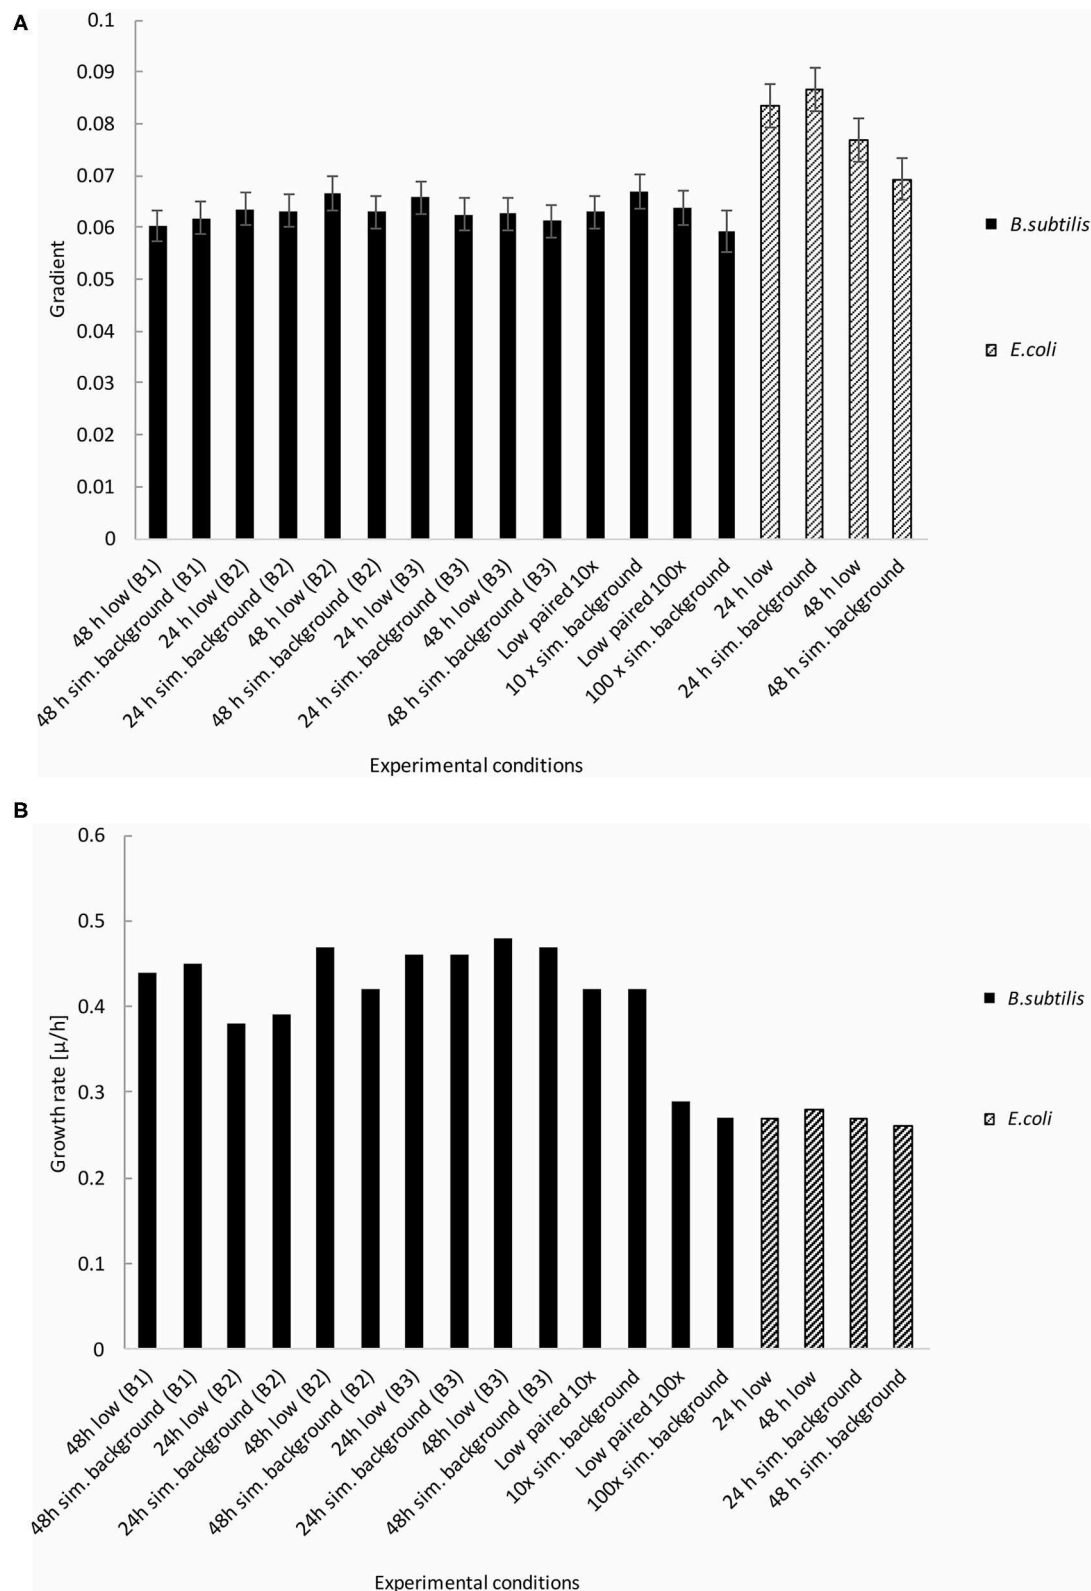 A
0.1
0.09
0.08
0.07
0.06
0.05
0.04
0.03
0.02
0.01
0
Gradient
B.subtilis
E.coli
48 h low (B1)
48 h sim. background (B1)
24 h low (B2)
24 h sim. background (B2)
48 h low (B2)
48 h sim. background (B2)
24 h low (B3)
24 h sim. background (B3)
48 h low (B3)
48 h sim. background (B3)
Low paired 10x
10 x sim. background
Low paired 100x
100 x sim. background
24 h low
24 h sim. background
48 h low
48 h sim. background
Experimental conditions
B
0.6
0.5
0.4
0.3
0.2
0.1
0
Growth rate [µ/h]
B.subtilis
E.coli
48h low (B1)
48h sim. background (B1)
24h low (B2)
24h sim. background (B2)
48h low (B2)
48h sim. background (B2)
24h low (B3)
24h sim. background (B3)
48h low (B3)
48h sim. background (B3)
Low paired 10x
10x sim. background
Low paired 100x
100x sim. background
24 h low
48 h low
24 h sim. background
48 h sim. background
Experimental conditions